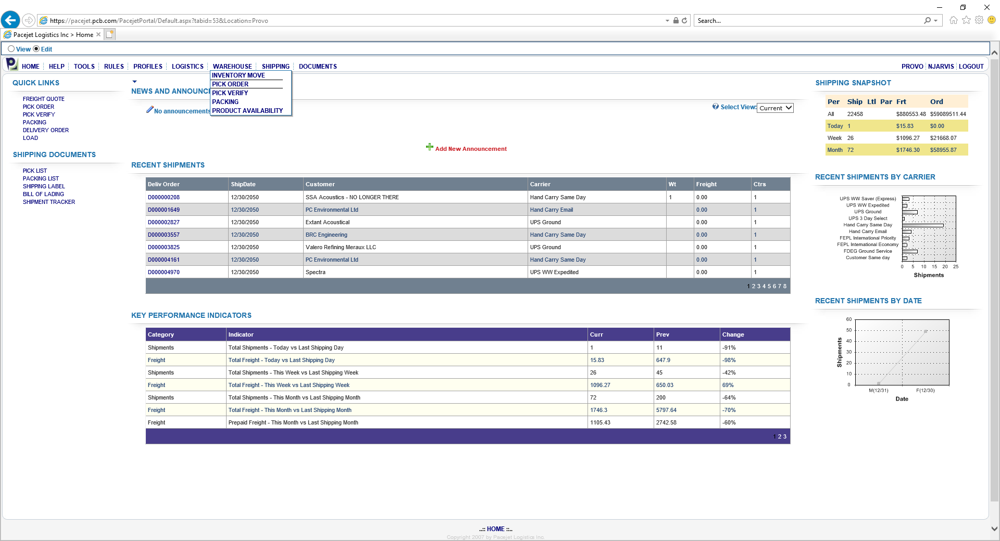 https://pacejet.pcb.com/PacejetPortal/Default.aspx?tabid=53&Location=Provo
Search...
Pacejet Logistics Inc > Home
View Edit
HOME HELP TOOLS RULES PROFILES LOGISTICS WAREHOUSE SHIPPING DOCUMENTS
PROVO NJARVIS LOGOUT
INVENTORY MOVE
PICK ORDER
PICK VERIFY
PACKING
PRODUCT AVAILABILITY
QUICK LINKS
FREIGHT QUOTE
PICK ORDER
PICK VERIFY
PACKING
DELIVERY ORDER
LOAD
SHIPPING DOCUMENTS
PICK LIST
PACKING LIST
SHIPPING LABEL
BILL OF LADING
SHIPMENT TRACKER
NEWS AND ANNOUNC
No announcements
Select View: Current
Add New Announcement
RECENT SHIPMENTS
Deliv Order ShipDate Customer Carrier Wt Freight Ctrs
D000000208 12/30/2050 SSA Acoustics - NO LONGER THERE Hand Carry Same Day 1 0.00 1
D000001649 12/30/2050 PC Environmental Ltd Hand Carry Email 0.00 1
D000002827 12/30/2050 Extant Acoustical UPS Ground 0.00 1
D000003557 12/30/2050 BRC Engineering Hand Carry Same Day 0.00 1
D000003825 12/30/2050 Valero Refining Meraux LLC UPS Ground 0.00 1
D000004161 12/30/2050 PC Environmental Ltd Hand Carry Same Day 0.00 1
D000004970 12/30/2050 Spectra UPS WW Expedited 0.00 1
1 2 3 4 5 6 7 8
KEY PERFORMANCE INDICATORS
Category Indicator Curr Prev Change
Shipments Total Shipments - Today vs Last Shipping Day 1 11 -91%
Freight Total Freight - Today vs Last Shipping Day 15.83 647.9 -98%
Shipments Total Shipments - This Week vs Last Shipping Week 26 45 -42%
Freight Total Freight - This Week vs Last Shipping Week 1096.27 650.03 69%
Shipments Total Shipments - This Month vs Last Shipping Month 72 200 -64%
Freight Total Freight - This Month vs Last Shipping Month 1746.3 5797.64 -70%
Freight Prepaid Freight - This Month vs Last Shipping Month 1105.43 2742.58 -60%
1 2 3
SHIPPING SNAPSHOT
Per Ship Ltl Par Frt Ord
All 22458 $880553.48 $59089511.44
Today 1 $15.83 $0.00
Week 26 $1096.27 $21668.07
Month 72 $1746.30 $58955.87
RECENT SHIPMENTS BY CARRIER
UPS WW Saver (Express)
UPS WW Expedited
UPS Ground
UPS 3 Day Select
Hand Carry Same Day
Hand Carry Email
FEPL International Priority
FEPL International Economy
FDEG Ground Service
Customer Same day
0 5 10 15 20 25
Shipments
RECENT SHIPMENTS BY DATE
60
50
40
30
20
10
0
Shipments
M(12/31) F(12/30)
Date
..:: HOME ::..
Copyright 2007 by Pacejet Logistics Inc.